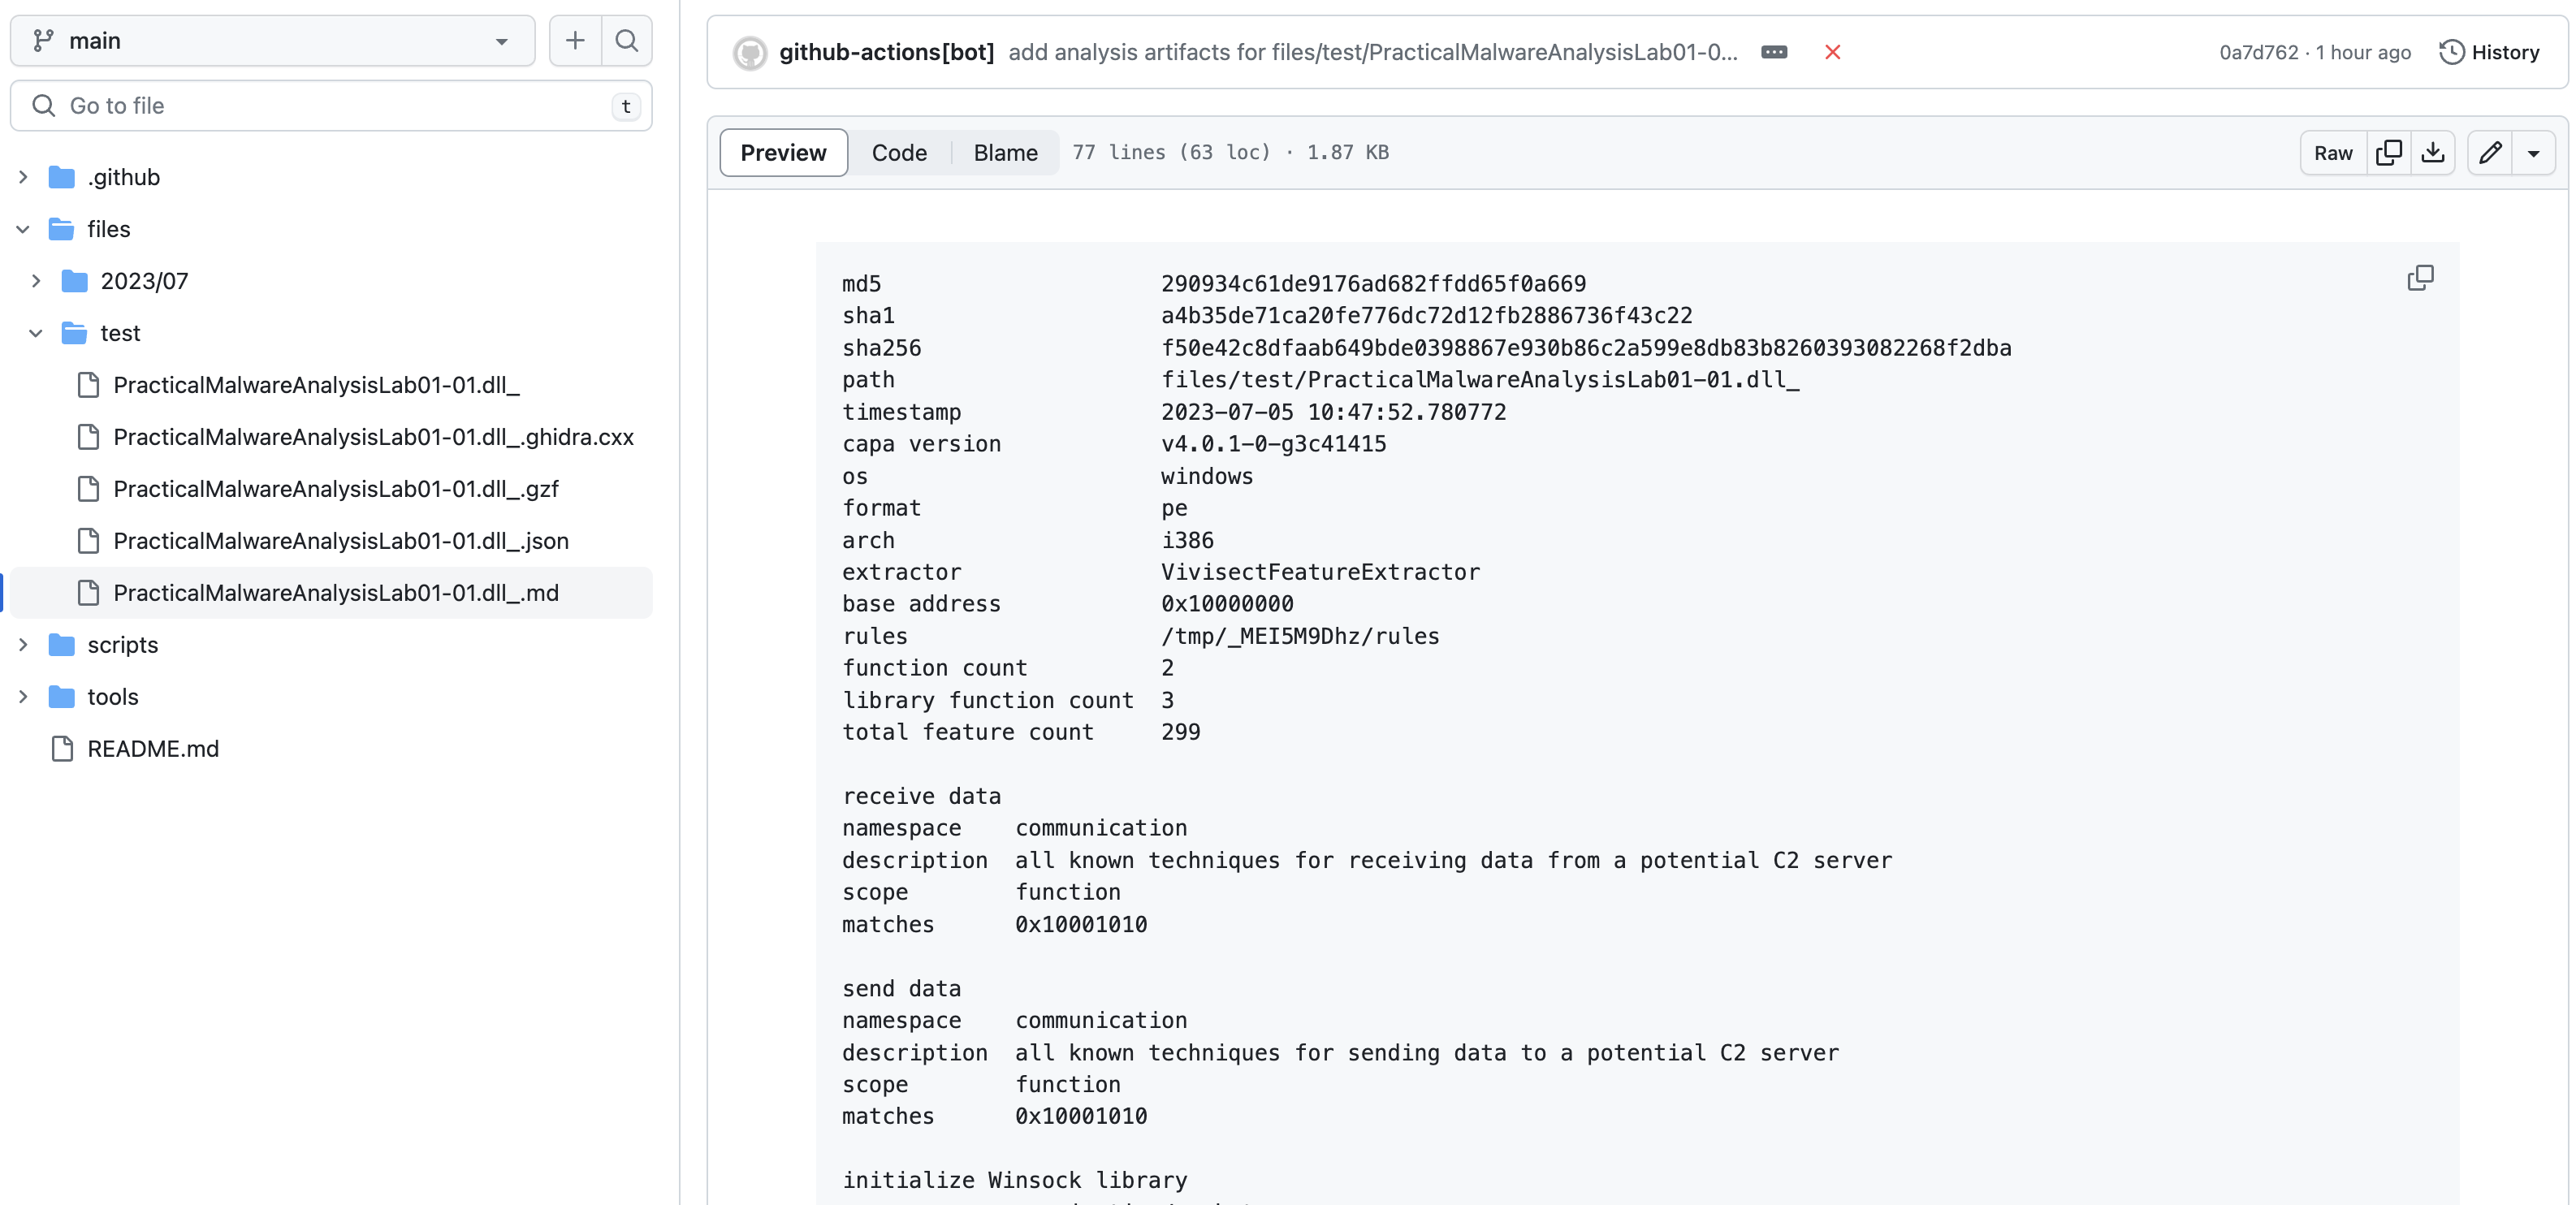 main
Go to file
t
.github
files
2023/07
test
PracticalMalwareAnalysisLab01-01.dll_
PracticalMalwareAnalysisLab01-01.dll_.ghidra.cxx
PracticalMalwareAnalysisLab01-01.dll_.gzf
PracticalMalwareAnalysisLab01-01.dll_.json
PracticalMalwareAnalysisLab01-01.dll_.md
scripts
tools
README.md
github-actions[bot] add analysis artifacts for files/test/PracticalMalwareAnalysisLab01-0...
0a7d762 · 1 hour ago History
Preview Code Blame 77 lines (63 loc) · 1.87 KB Raw
md5 290934c61de9176ad682ffdd65f0a669
sha1 a4b35de71ca20fe776dc72d12fb2886736f43c22
sha256 f50e42c8dfaab649bde0398867e930b86c2a599e8db83b8260393082268f2dba
path files/test/PracticalMalwareAnalysisLab01-01.dll_
timestamp 2023-07-05 10:47:52.780772
capa version v4.0.1-0-g3c41415
os windows
format pe
arch i386
extractor VivisectFeatureExtractor
base address 0x10000000
rules /tmp/_MEI5M9Dhz/rules
function count 2
library function count 3
total feature count 299
receive data
namespace communication
description all known techniques for receiving data from a potential C2 server
scope function
matches 0x10001010
send data
namespace communication
description all known techniques for sending data to a potential C2 server
scope function
matches 0x10001010
initialize Winsock library